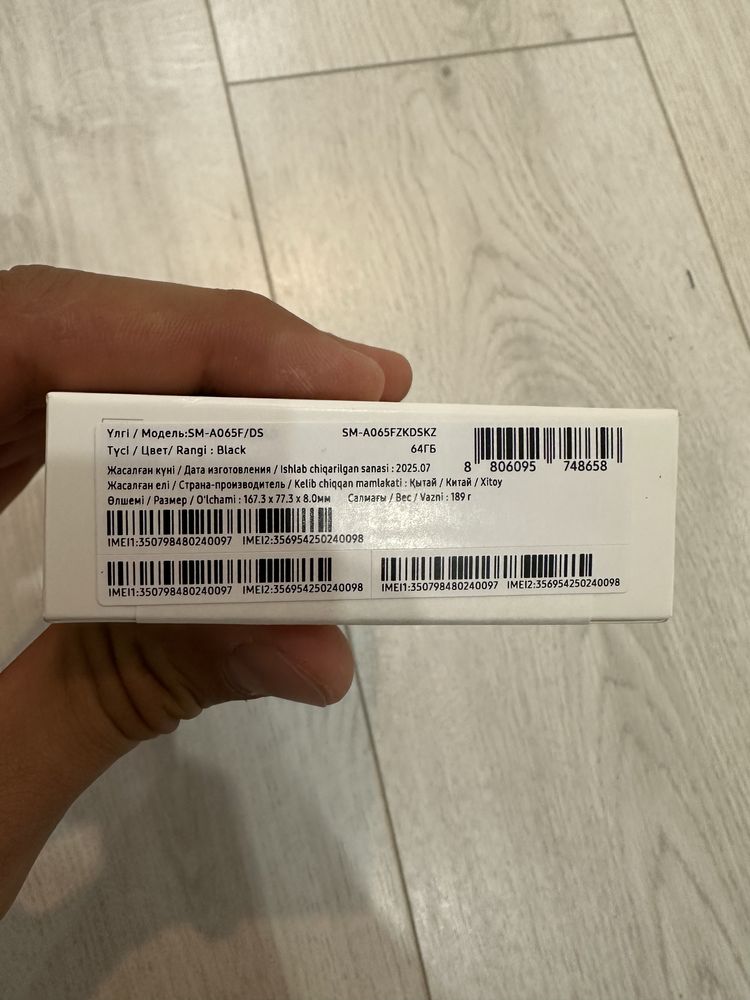 Үлгі / Модель:SM-A065F/DS SM-A065FZKDSKZ
Түсі / Цвет/ Rangi : Black 64ГБ
8 806095 748658
Жасалған күні / Дата изготовления / Ishlab chiqarilgan sanasi : 2025.07
Жасалған елі / Страна-производитель / Kelib chiqqan mamlakati : Қытай / Китай / Xitoy
Өлшемі / Размер / O'lchami : 167.3 x 77.3 x 8.0мм Салмағы / Вес / Vazni : 189 г
IMEI1:350798480240097 IMEI2:356954250240098
IMEI1:350798480240097 IMEI2:356954250240098 IMEI1:350798480240097 IMEI2:356954250240098